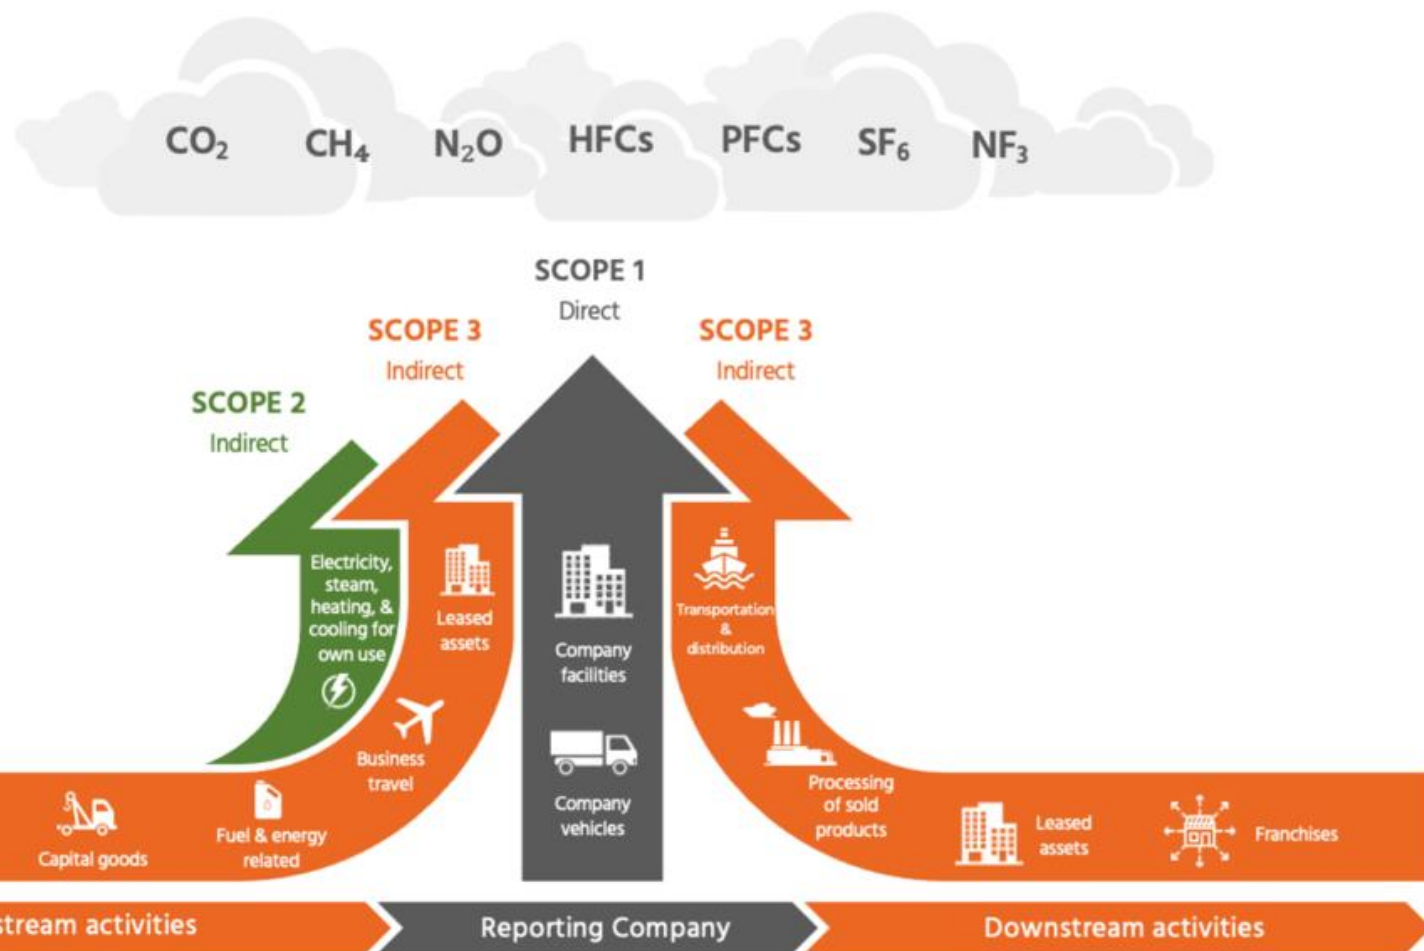 CO₂ CH₄ N₂O HFCs PFCs SF₆ NF₃
SCOPE 1
Direct
SCOPE 3
Indirect
SCOPE 3
Indirect
SCOPE 2
Indirect
Electricity,
steam,
heating, &
cooling for
own use
Leased
assets
Business
travel
Fuel & energy
related
Capital goods
Company
facilities
Company
vehicles
Transportation
&
distribution
Processing
of sold
products
Leased
assets
Franchises
stream activities
Reporting Company
Downstream activities